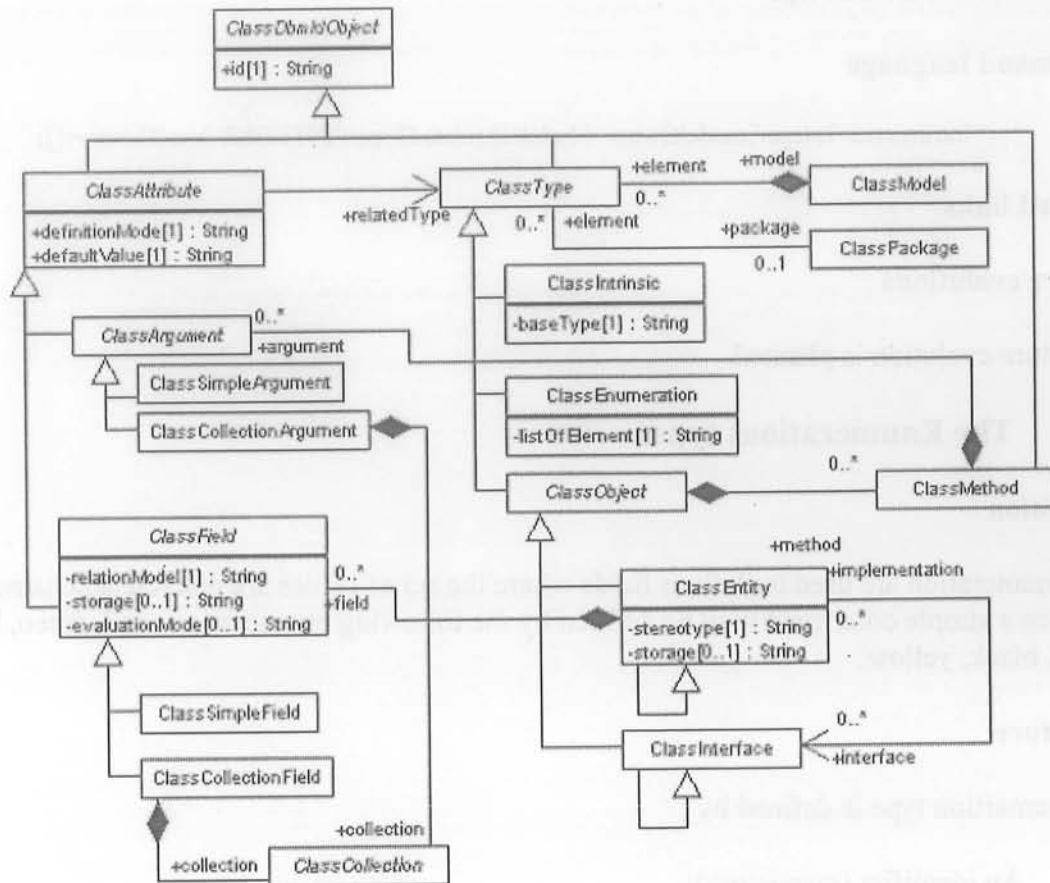 ClassDbmIdObject
+id[1] : String
ClassAttribute
+definitionMode[1] : String
+defaultValue[1] : String
+relatedType
ClassType
+element
0..*
+model
ClassModel
0..*
+element
+package
0..1
ClassPackage
ClassIntrinsic
-baseType[1] : String
ClassArgument
0..*
+argument
ClassSimpleArgument
ClassCollectionArgument
ClassEnumeration
-listOfElement[1] : String
ClassObject
0..*
ClassMethod
+method
ClassField
-relationModel[1] : String
-storage[0..1] : String
-evaluationMode[0..1] : String
0..*
+field
+implementation
ClassEntity
-stereotype[1] : String
-storage[0..1] : String
0..*
ClassSimpleField
ClassInterface
0..*
+interface
ClassCollectionField
+collection
+collection
ClassCollection